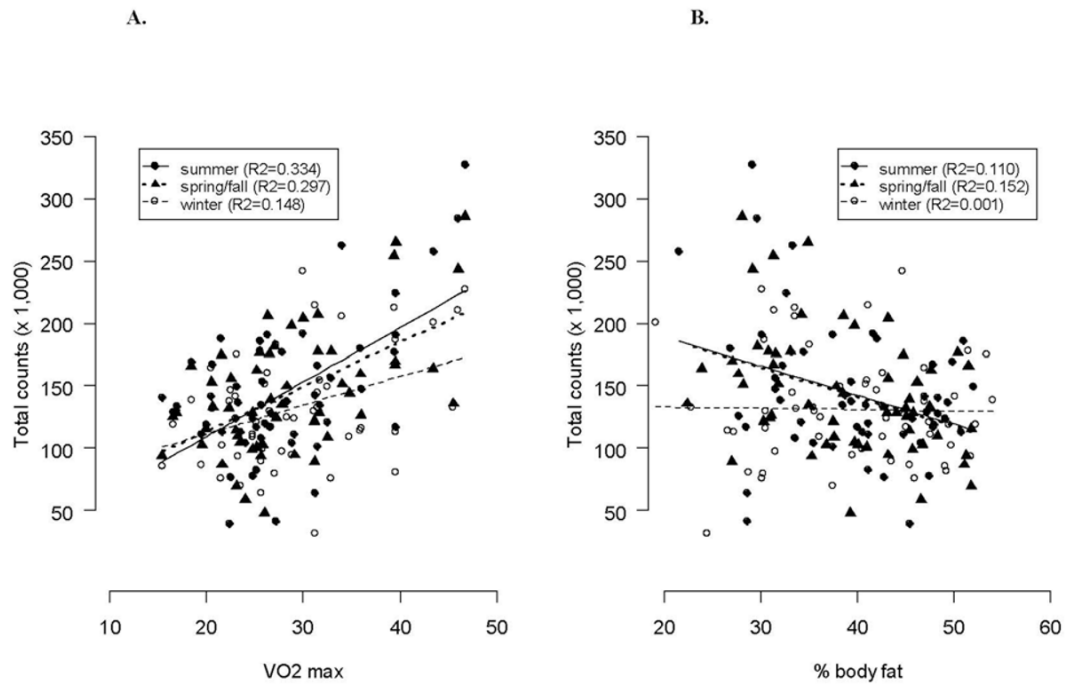 A.
350
300
250
200
150
100
50
Total counts (x 1,000)
summer (R2=0.334)
spring/fall (R2=0.297)
winter (R2=0.148)
10 20 30 40 50
VO2 max
B.
350
300
250
200
150
100
50
Total counts (x 1,000)
summer (R2=0.110)
spring/fall (R2=0.152)
winter (R2=0.001)
20 30 40 50 60
% body fat